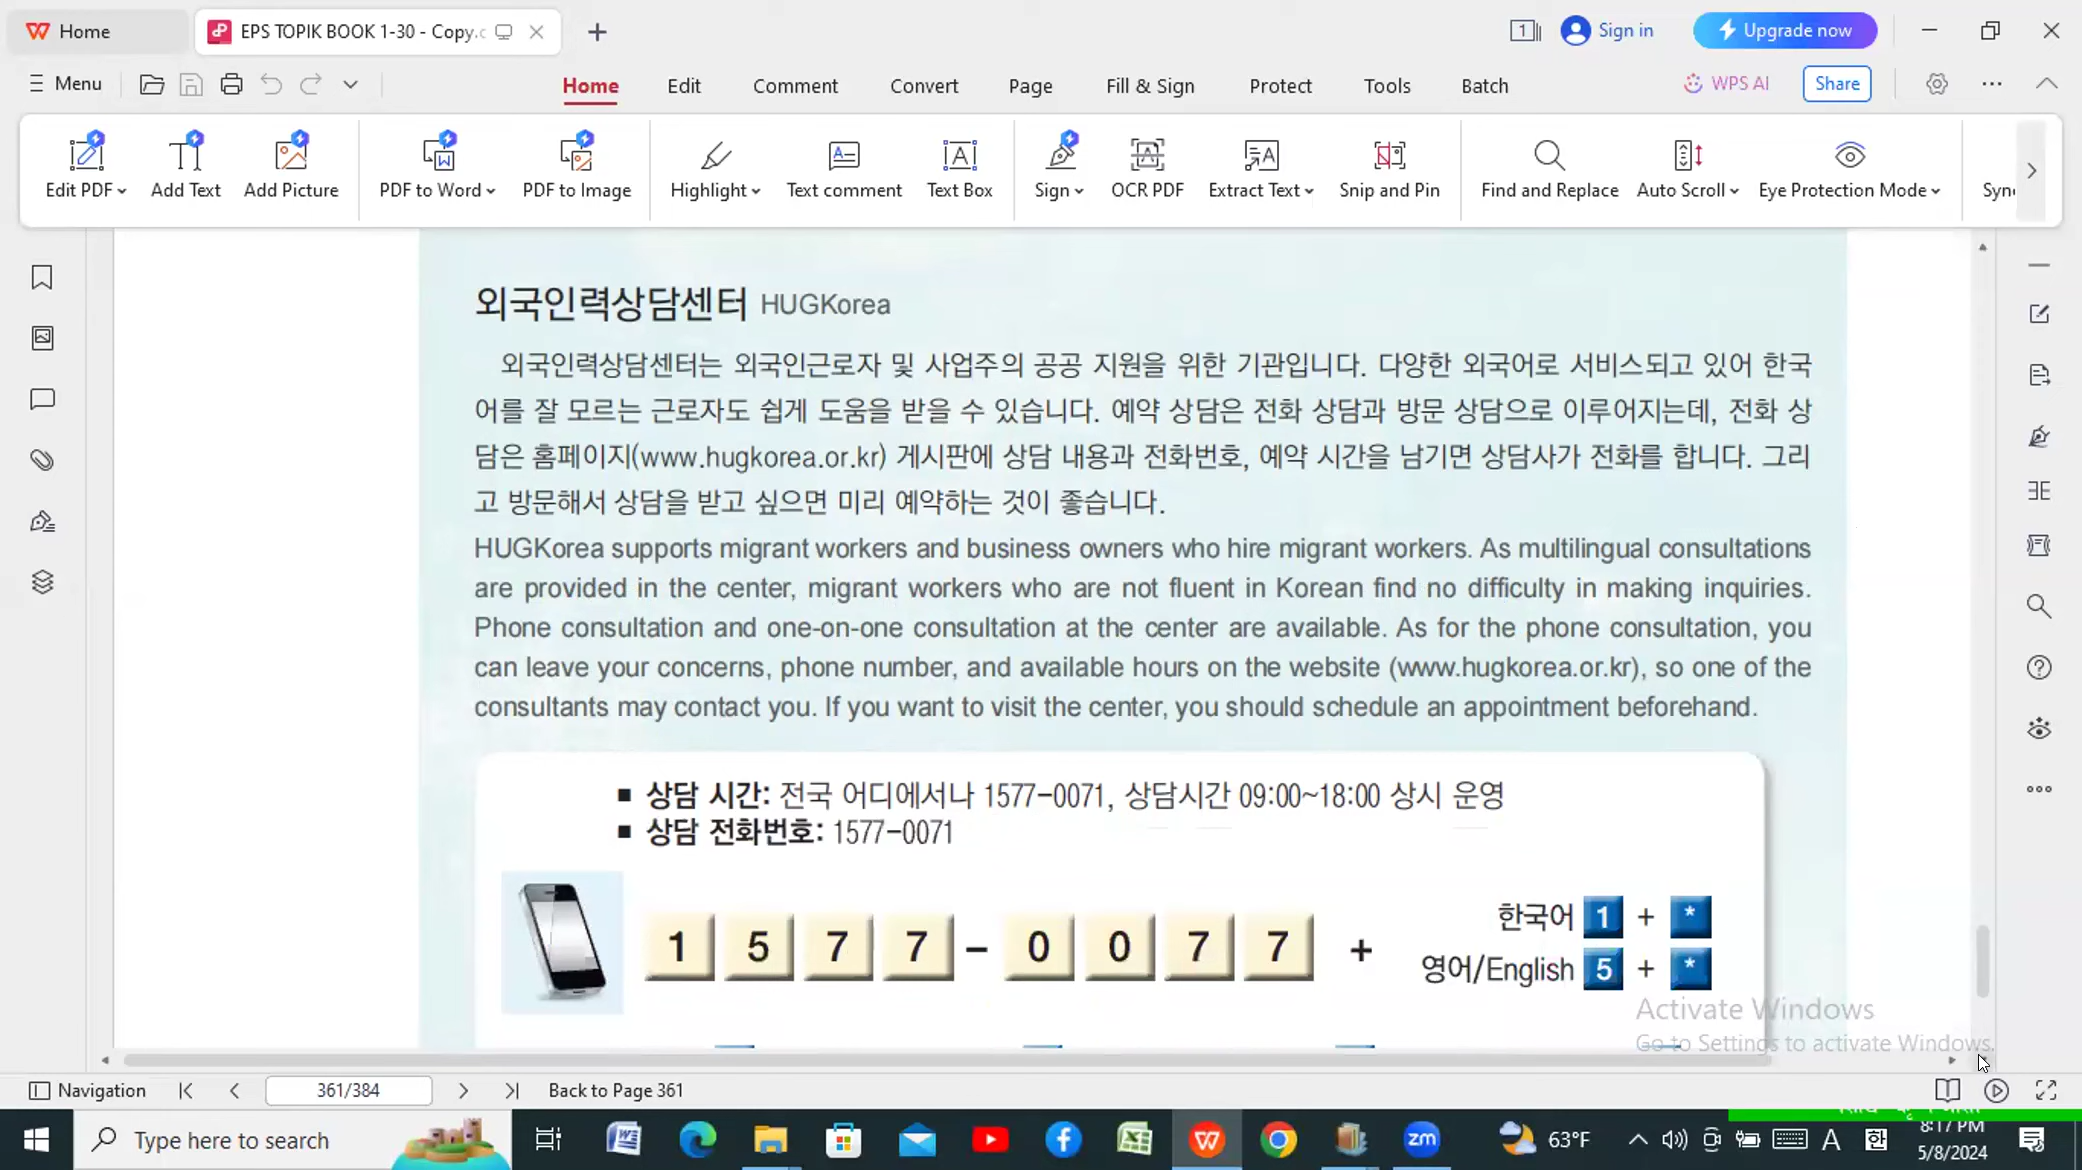 Home
EPS TOPIK BOOK 1-30 - Copy.
Sign in
Upgrade now
Menu
Home Edit Comment Convert Page Fill & Sign Protect Tools Batch
WPS AI
Share
Edit PDF Add Text Add Picture PDF to Word PDF to Image Highlight Text comment Text Box Sign OCR PDF Extract Text Snip and Pin Find and Replace Auto Scroll Eye Protection Mode
외국인력상담센터 HUGKorea
외국인력상담센터는 외국인근로자 및 사업주의 공공 지원을 위한 기관입니다. 다양한 외국어로 서비스되고 있어 한국
어를 잘 모르는 근로자도 쉽게 도움을 받을 수 있습니다. 예약 상담은 전화 상담과 방문 상담으로 이루어지는데, 전화 상
담은 홈페이지(www.hugkorea.or.kr) 게시판에 상담 내용과 전화번호, 예약 시간을 남기면 상담사가 전화를 합니다. 그리
고 방문해서 상담을 받고 싶으면 미리 예약하는 것이 좋습니다.
HUGKorea supports migrant workers and business owners who hire migrant workers. As multilingual consultations
are provided in the center, migrant workers who are not fluent in Korean find no difficulty in making inquiries.
Phone consultation and one-on-one consultation at the center are available. As for the phone consultation, you
can leave your concerns, phone number, and available hours on the website (www.hugkorea.or.kr), so one of the
consultants may contact you. If you want to visit the center, you should schedule an appointment beforehand.
■ 상담 시간: 전국 어디에서나 1577-0071, 상담시간 09:00~18:00 상시 운영
■ 상담 전화번호: 1577-0071
한국어 1 + *
1 5 7 7 - 0 0 7 7 +
영어/English 5 + *
Activate Windows
Go to Settings to activate Windows.
Navigation
361/384
Back to Page 361
Type here to search
63°F
8:17 PM
5/8/2024